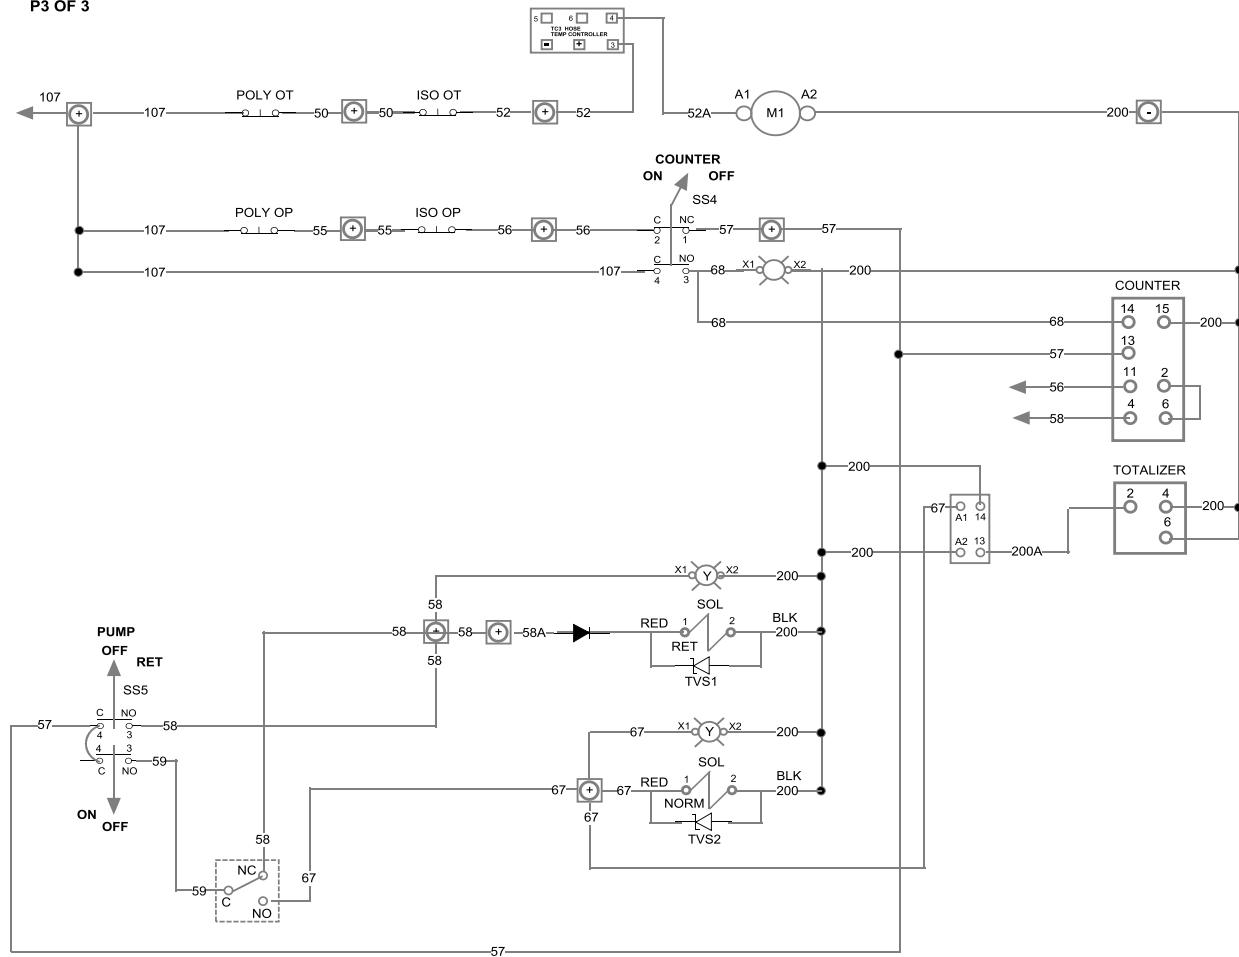 P3 OF 3
5 6 4
TC3 HOSE
TEMP CONTROLLER
- + 3
107 + 107 POLY OT 50 + 50 ISO OT 52 + 52
52A A1 M1 A2 200 -
COUNTER
ON OFF
SS4
107 POLY OP 55 + 55 ISO OP 56 + 56
C NC
2 1
57 + 57
107 107
C NO
4 3
68 X1 X2 200
68 68
COUNTER
14 15 200
57 13
56 11 2
58 4 6
200
TOTALIZER
67 A1 14
2 4 200
6
200 A2 13 200A
X1 Y X2 200
58
SOL
58 + 58 + 58A RED 1 2 BLK
200
RET
58
TVS1
PUMP
OFF
RET
SS5
57 C NO 58
4 3
4 3
C NO
59
ON
OFF
67 X1 Y X2 200
SOL
67 + 67 RED 1 2 BLK
200
NORM
67
TVS2
58
NC
59 C
67
NO
57